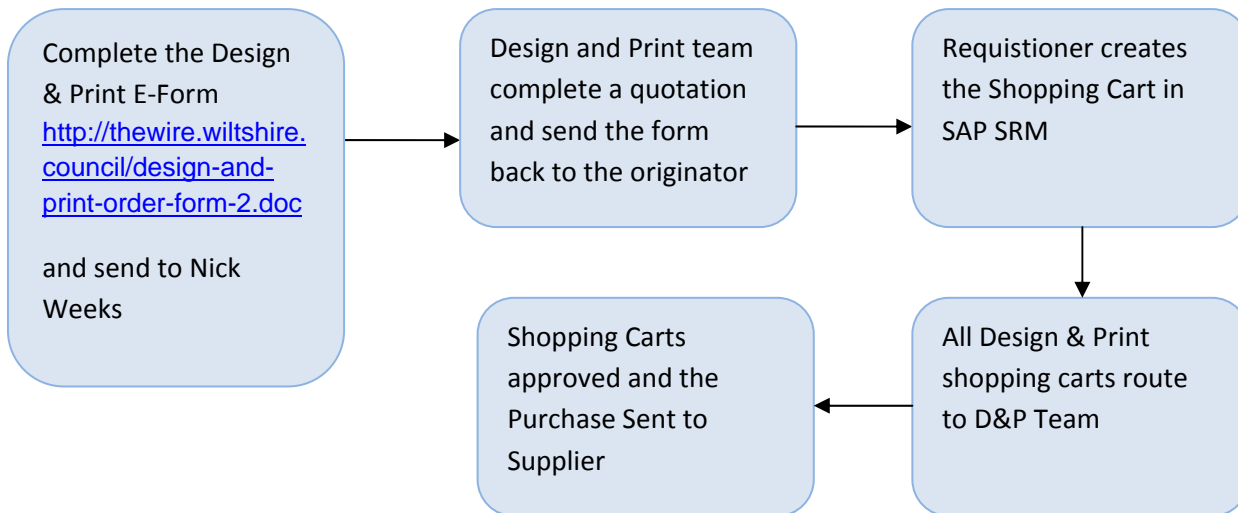 Complete the Design
& Print E-Form
http://thewire.wiltshire.
council/design-and-
print-order-form-2.doc
and send to Nick
Weeks
Design and Print team
complete a quotation
and send the form
back to the originator
Requistioner creates
the Shopping Cart in
SAP SRM
All Design & Print
shopping carts route
to D&P Team
Shopping Carts
approved and the
Purchase Sent to
Supplier